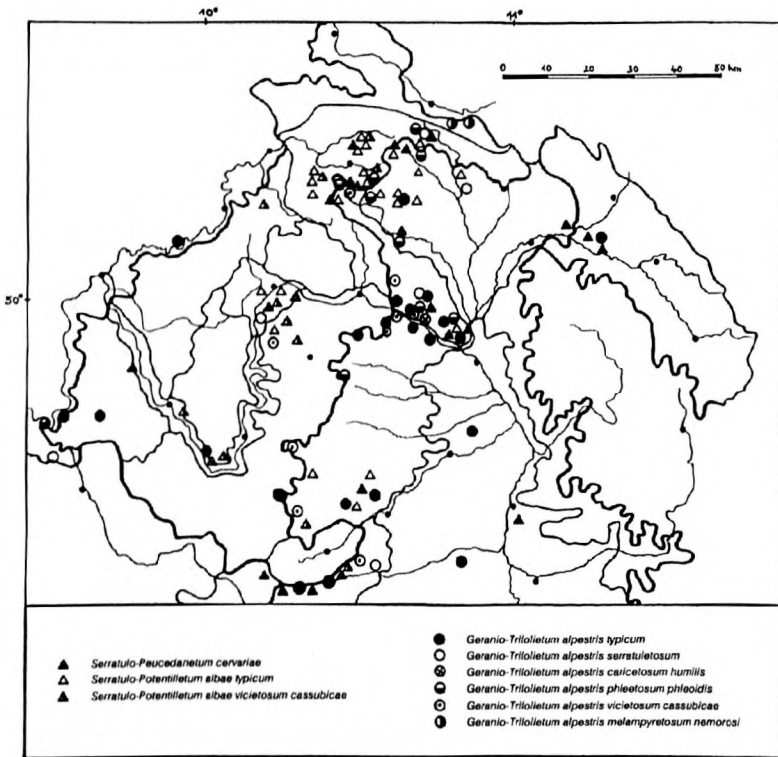 10° 11°
0 10 20 30 40 50 km
50°
▲ Serratulo-Peucedanetum cervariae
△ Serratulo-Potentilletum albae typicum
▲ Serratulo-Potentilletum albae vicietosum cassubicae
● Geranio-Trifolietum alpestris typicum
○ Geranio-Trifolietum alpestris serratuletosum
⊗ Geranio-Trifolietum alpestris caricetosum humilis
◒ Geranio-Trifolietum alpestris phleetosum phleoidis
⊙ Geranio-Trifolietum alpestris vicietosum cassubicae
◑ Geranio-Trifolietum alpestris melampyretosum nemorosi